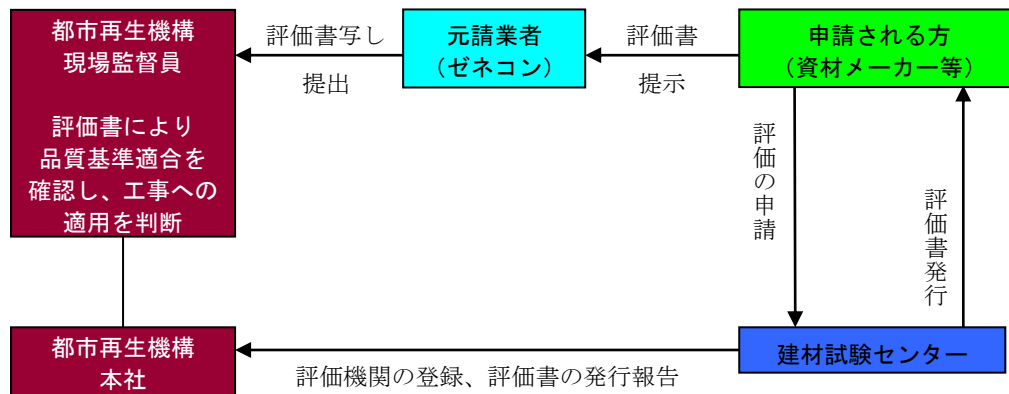 都市再生機構
現場監督員
評価書により
品質基準適合を
確認し、工事への
適用を判断
評価書写し
提出
元請業者
（ゼネコン）
評価書
提示
申請される方
（資材メーカー等）
評価の申請
評価書発行
都市再生機構
本社
評価機関の登録、評価書の発行報告
建材試験センター